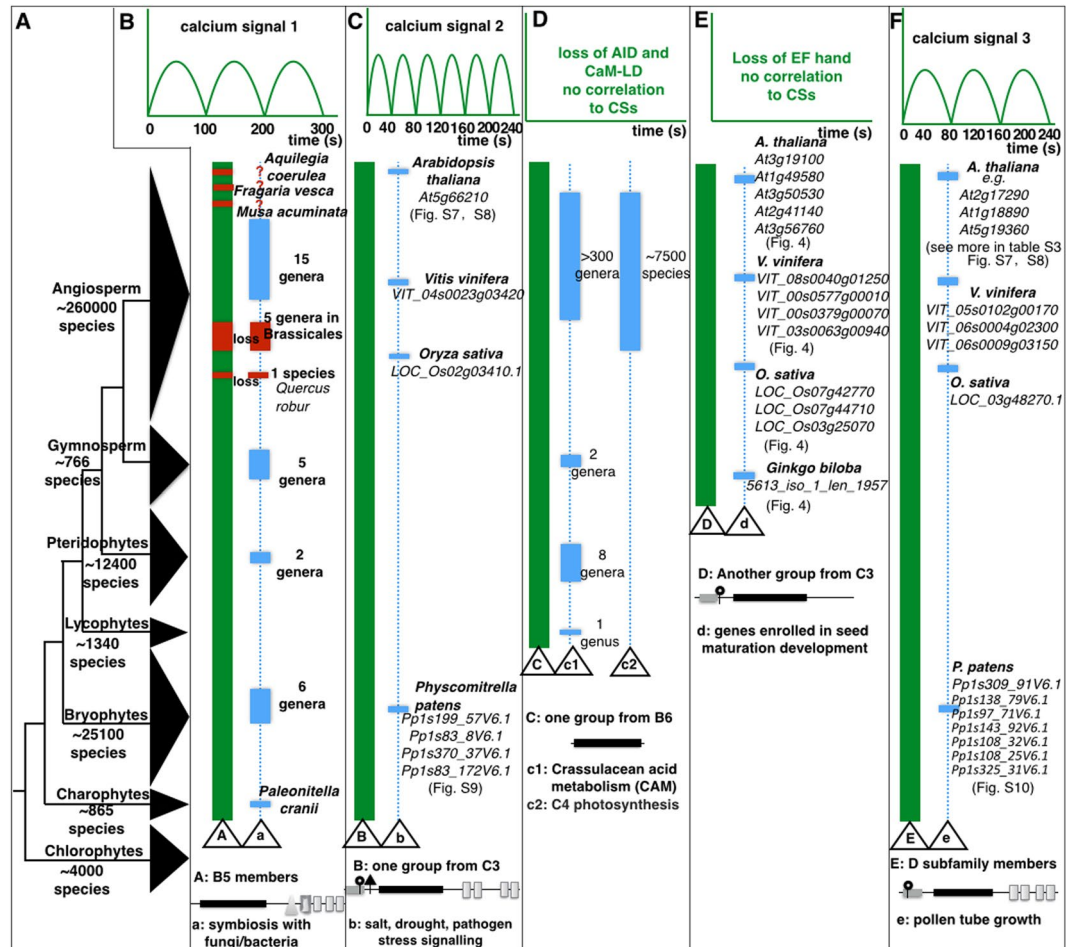 A
Angiosperm
~260000
species
Gymnosperm
~766
species
Pteridophytes
~12400
species
Lycophytes
~1340
species
Bryophytes
~25100
species
Charophytes
~865
species
Chlorophytes
~4000
species
B
calcium signal 1
0 100 200 300
time (s)
Aquilegia
coerulea
?
Fragaria vesca
?
Musa acuminata
?
15
genera
5 genera in
Brassicales
loss
loss
1 species
Quercus
robur
5
genera
2
genera
6
genera
Paleonitella
cranii
A a
A: B5 members
a: symbiosis with
fungi/bacteria
C
calcium signal 2
0 40 80 120 160 200 240
time (s)
Arabidopsis
thaliana
At5g66210
(Fig. S7, S8)
Vitis vinifera
VIT_04s0023g03420
Oryza sativa
LOC_Os02g03410.1
Physcomitrella
patens
Pp1s199_57V6.1
Pp1s83_8V6.1
Pp1s370_37V6.1
Pp1s83_172V6.1
(Fig. S9)
B b
B: one group from C3
b: salt, drought, pathogen
stress signalling
D
loss of AID and
CaM-LD
no correlation
to CSs
time (s)
>300
genera
~7500
species
2
genera
8
genera
1
genus
C c1 c2
C: one group from B6
c1: Crassulacean acid
metabolism (CAM)
c2: C4 photosynthesis
E
Loss of EF hand
no correlation
to CSs
time (s)
A. thaliana
At3g19100
At1g49580
At3g50530
At2g41140
At3g56760
(Fig. 4)
V. vinifera
VIT_08s0040g01250
VIT_00s0577g00010
VIT_00s0379g00070
VIT_03s0063g00940
(Fig. 4)
O. sativa
LOC_Os07g42770
LOC_Os07g44710
LOC_Os03g25070
(Fig. 4)
Ginkgo biloba
5613_iso_1_len_1957
(Fig. 4)
D d
D: Another group from C3
d: genes enrolled in seed
maturation development
F
calcium signal 3
0 40 80 120 160 200 240
time (s)
A. thaliana
e.g.
At2g17290
At1g18890
At5g19360
(see more in table S3
Fig. S7, S8)
V. vinifera
VIT_05s0102g00170
VIT_06s0004g02300
VIT_06s0009g03150
O. sativa
LOC_03g48270.1
P. patens
Pp1s309_91V6.1
Pp1s138_79V6.1
Pp1s97_71V6.1
Pp1s143_92V6.1
Pp1s108_32V6.1
Pp1s108_25V6.1
Pp1s325_31V6.1
(Fig. S10)
E e
E: D subfamily members
e: pollen tube growth